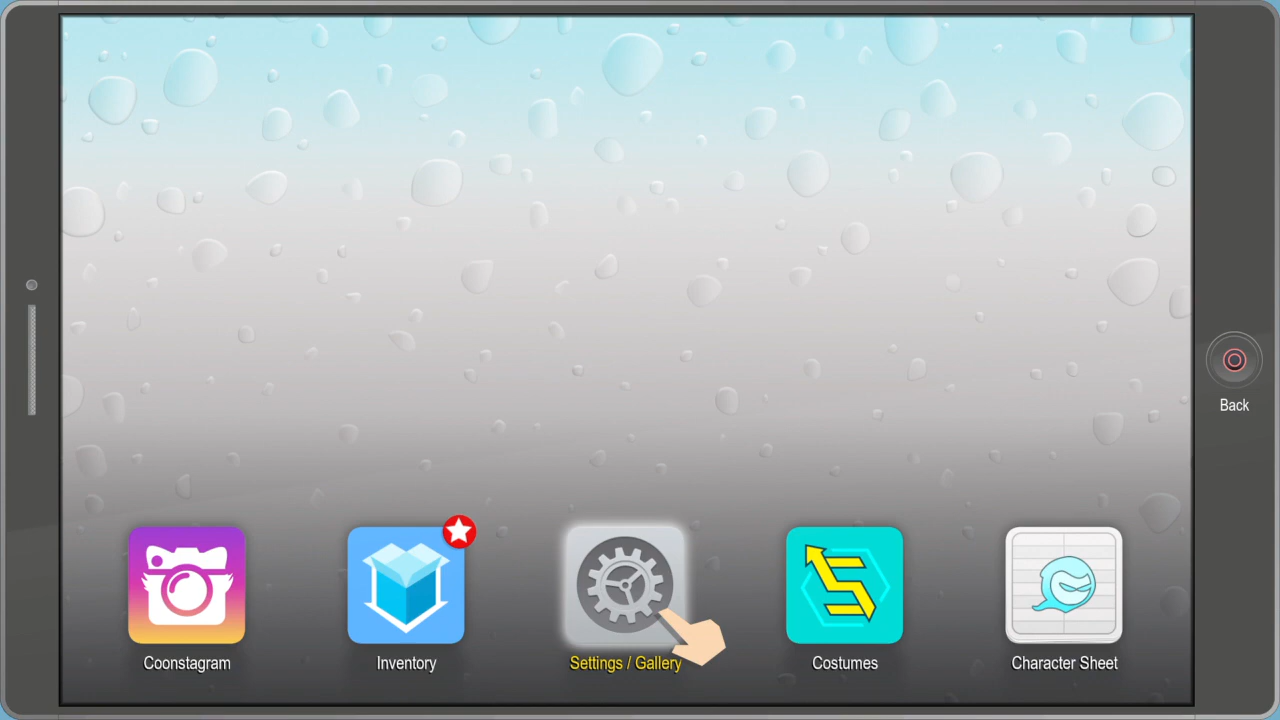 Back
Coonstagram
Inventory
Settings / Gallery
Costumes
Character Sheet